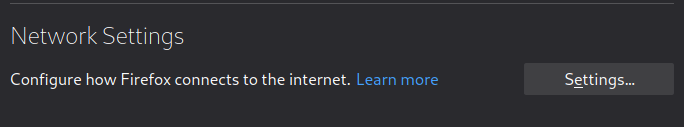 Network Settings
Configure how Firefox connects to the internet. Learn more Settings...